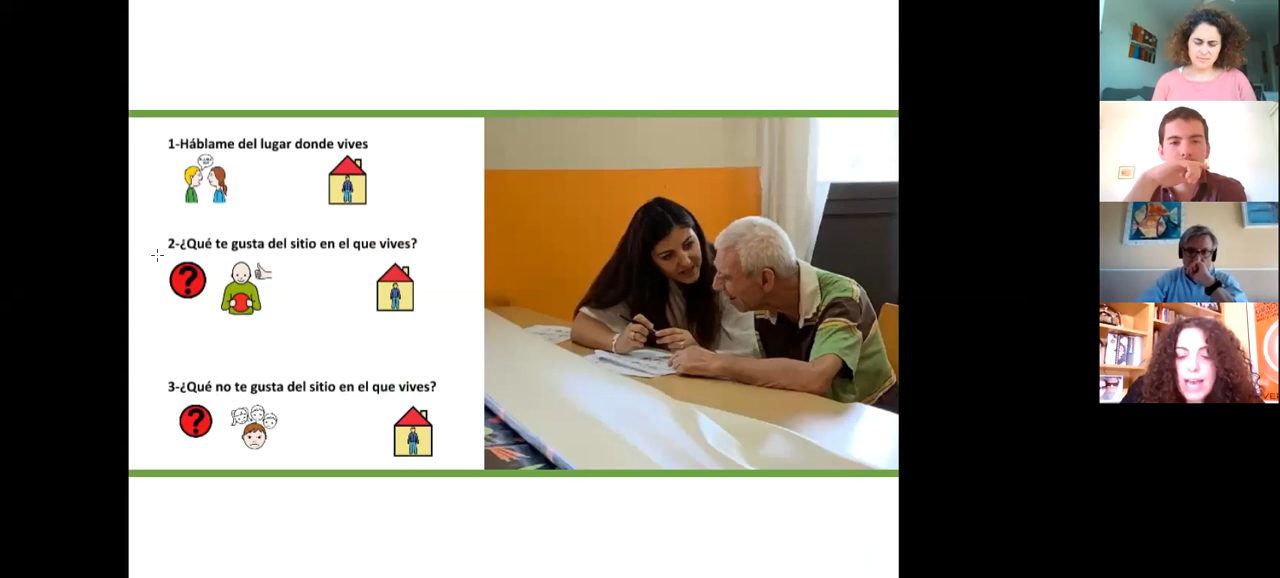 1-Háblame del lugar donde vives
2-¿Qué te gusta del sitio en el que vives?
?
3-¿Qué no te gusta del sitio en el que vives?
?